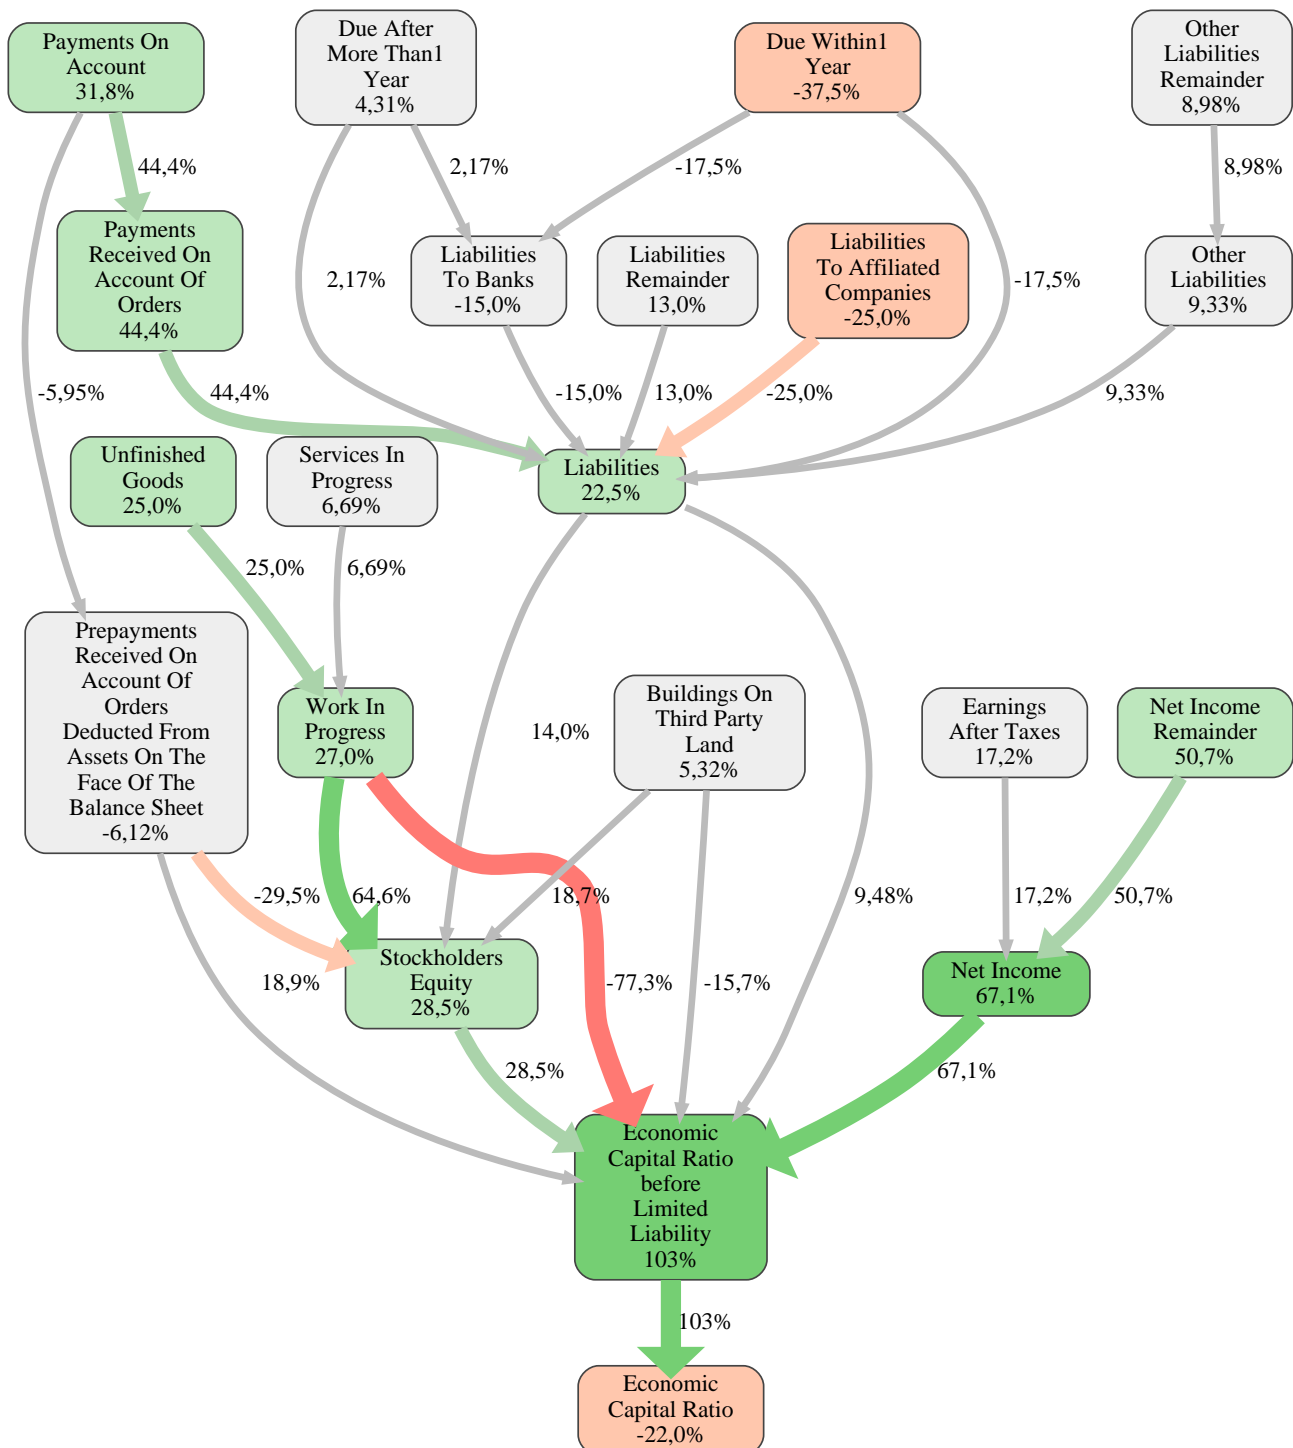 Payments On
Account
31,8%
Due After
More Than1
Year
4,31%
Due Within1
Year
-37,5%
Other
Liabilities
Remainder
8,98%
44,4%
2,17%
-17,5%
8,98%
Payments
Received On
Account Of
Orders
44,4%
2,17%
Liabilities
To Banks
-15,0%
Liabilities
Remainder
13,0%
Liabilities
To Affiliated
Companies
-25,0%
-17,5%
Other
Liabilities
9,33%
-5,95%
44,4%
-15,0%
13,0%
-25,0%
9,33%
Unfinished
Goods
25,0%
Services In
Progress
6,69%
Liabilities
22,5%
25,0%
6,69%
Prepayments
Received On
Account Of
Orders
Deducted From
Assets On The
Face Of The
Balance Sheet
-6,12%
Work In
Progress
27,0%
14,0%
Buildings On
Third Party
Land
5,32%
Earnings
After Taxes
17,2%
Net Income
Remainder
50,7%
-29,5%
64,6%
18,7%
9,48%
17,2%
50,7%
18,9%
Stockholders
Equity
28,5%
-77,3%
-15,7%
Net Income
67,1%
28,5%
67,1%
Economic
Capital Ratio
before
Limited
Liability
103%
103%
Economic
Capital Ratio
-22,0%